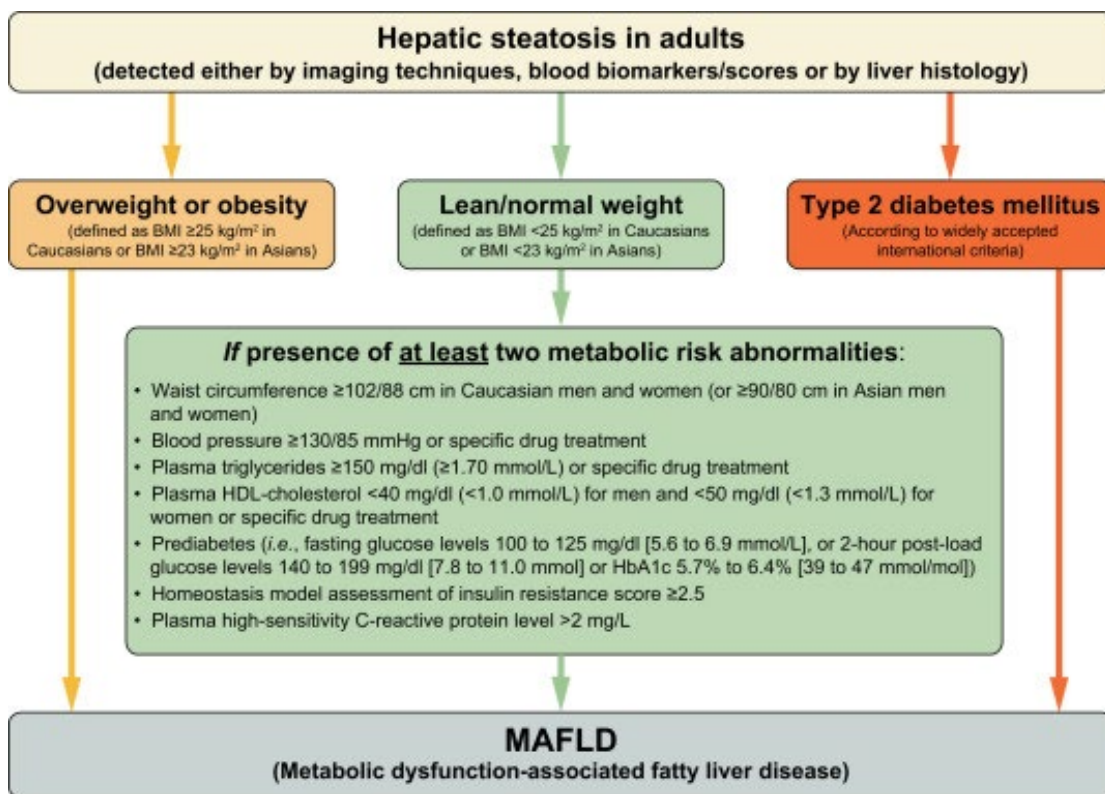 Hepatic steatosis in adults
(detected either by imaging techniques, blood biomarkers/scores or by liver histology)
Overweight or obesity
(defined as BMI ≥25 kg/m² in
Caucasians or BMI ≥23 kg/m² in Asians)
Lean/normal weight
(defined as BMI <25 kg/m² in Caucasians
or BMI <23 kg/m² in Asians)
Type 2 diabetes mellitus
(According to widely accepted
international criteria)
If presence of at least two metabolic risk abnormalities:
• Waist circumference ≥102/88 cm in Caucasian men and women (or ≥90/80 cm in Asian men
and women)
• Blood pressure ≥130/85 mmHg or specific drug treatment
• Plasma triglycerides ≥150 mg/dl (≥1.70 mmol/L) or specific drug treatment
• Plasma HDL-cholesterol <40 mg/dl (<1.0 mmol/L) for men and <50 mg/dl (<1.3 mmol/L) for
women or specific drug treatment
• Prediabetes (i.e., fasting glucose levels 100 to 125 mg/dl [5.6 to 6.9 mmol/L], or 2-hour post-load
glucose levels 140 to 199 mg/dl [7.8 to 11.0 mmol] or HbA1c 5.7% to 6.4% [39 to 47 mmol/mol])
• Homeostasis model assessment of insulin resistance score ≥2.5
• Plasma high-sensitivity C-reactive protein level >2 mg/L
MAFLD
(Metabolic dysfunction-associated fatty liver disease)